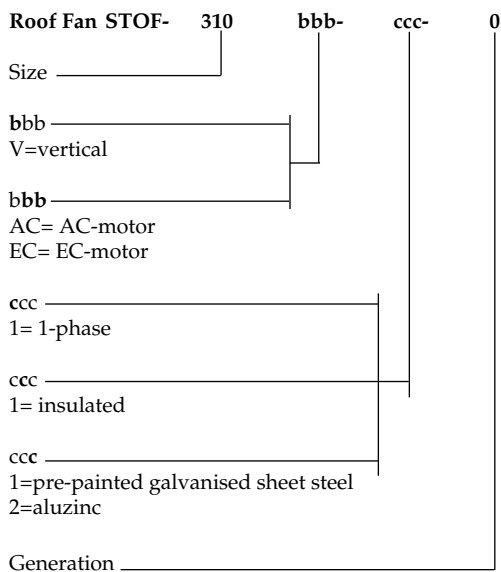 Roof Fan STOF- 310 bbb- ccc- 0
Size
bbb
V=vertical
bbb
AC= AC-motor
EC= EC-motor
ccc
1= 1-phase
ccc
1= insulated
ccc
1=pre-painted galvanised sheet steel
2=aluzinc
Generation